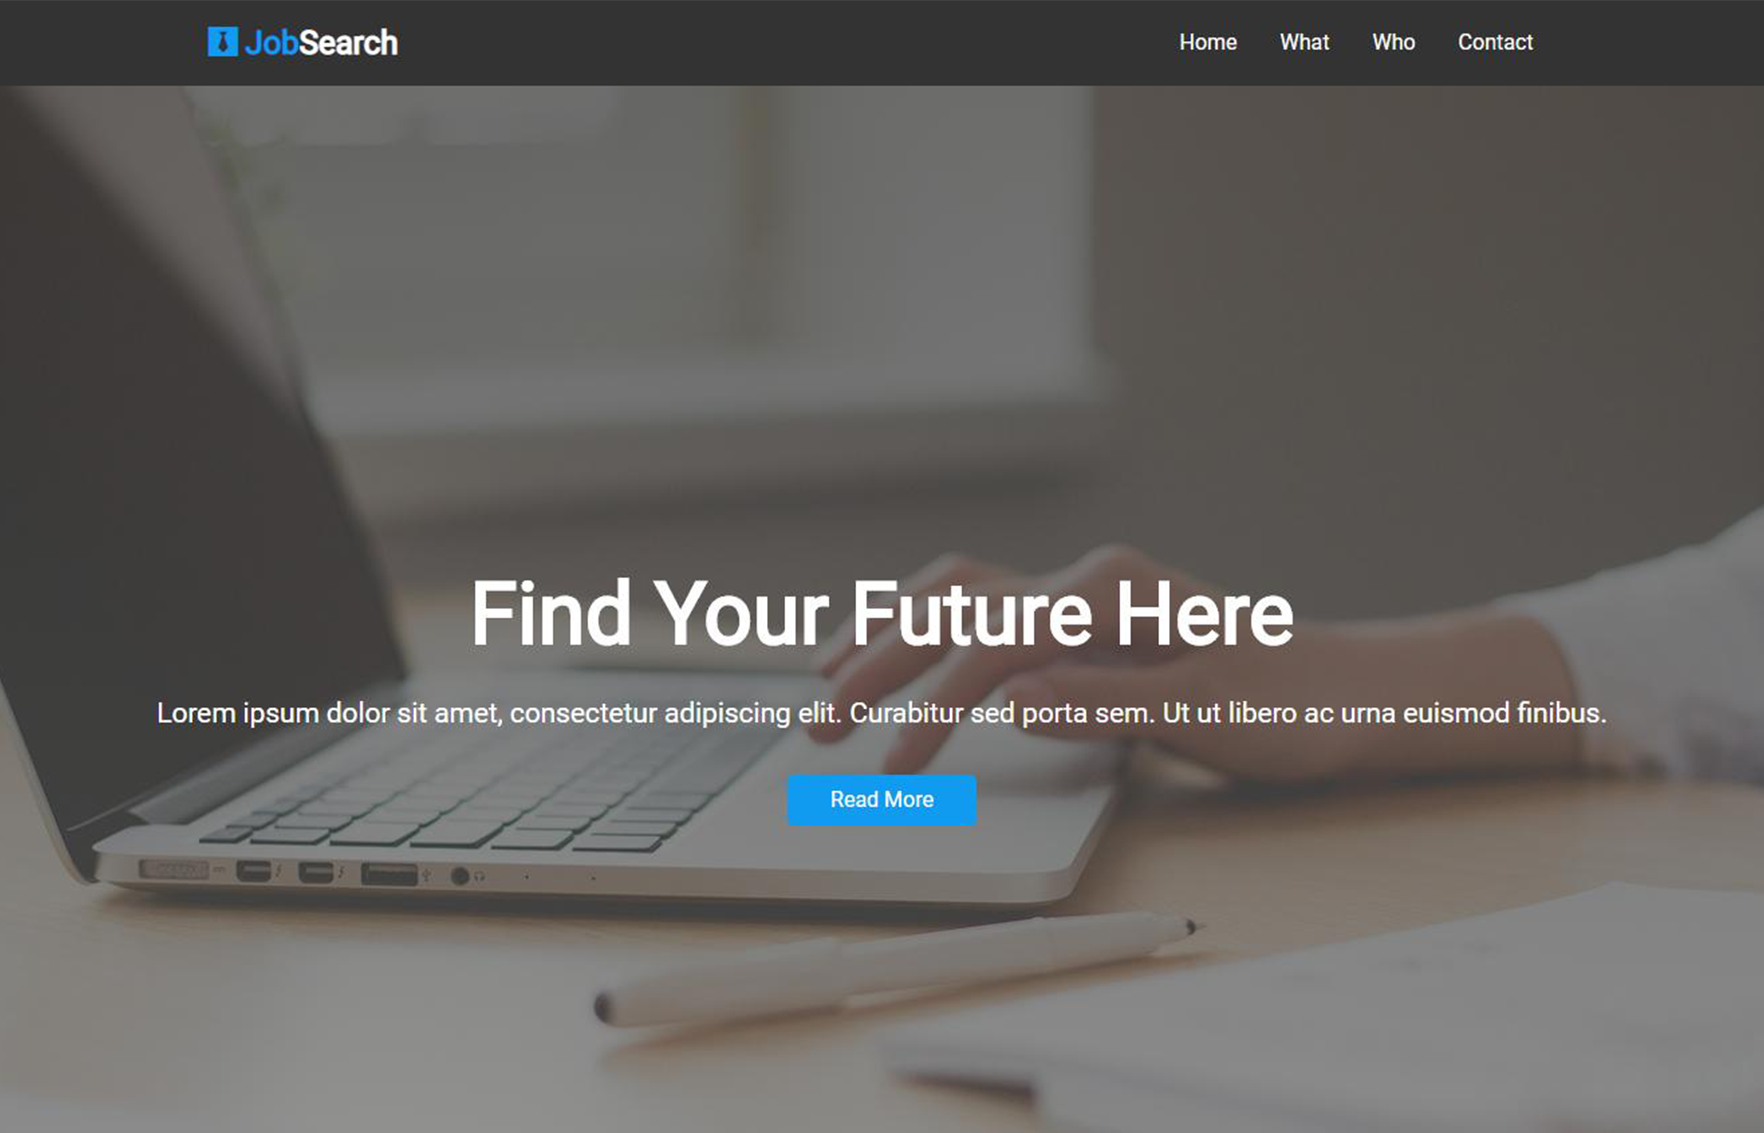 JobSearch
Home What Who Contact
Find Your Future Here
Lorem ipsum dolor sit amet, consectetur adipiscing elit. Curabitur sed porta sem. Ut ut libero ac urna euismod finibus.
Read More